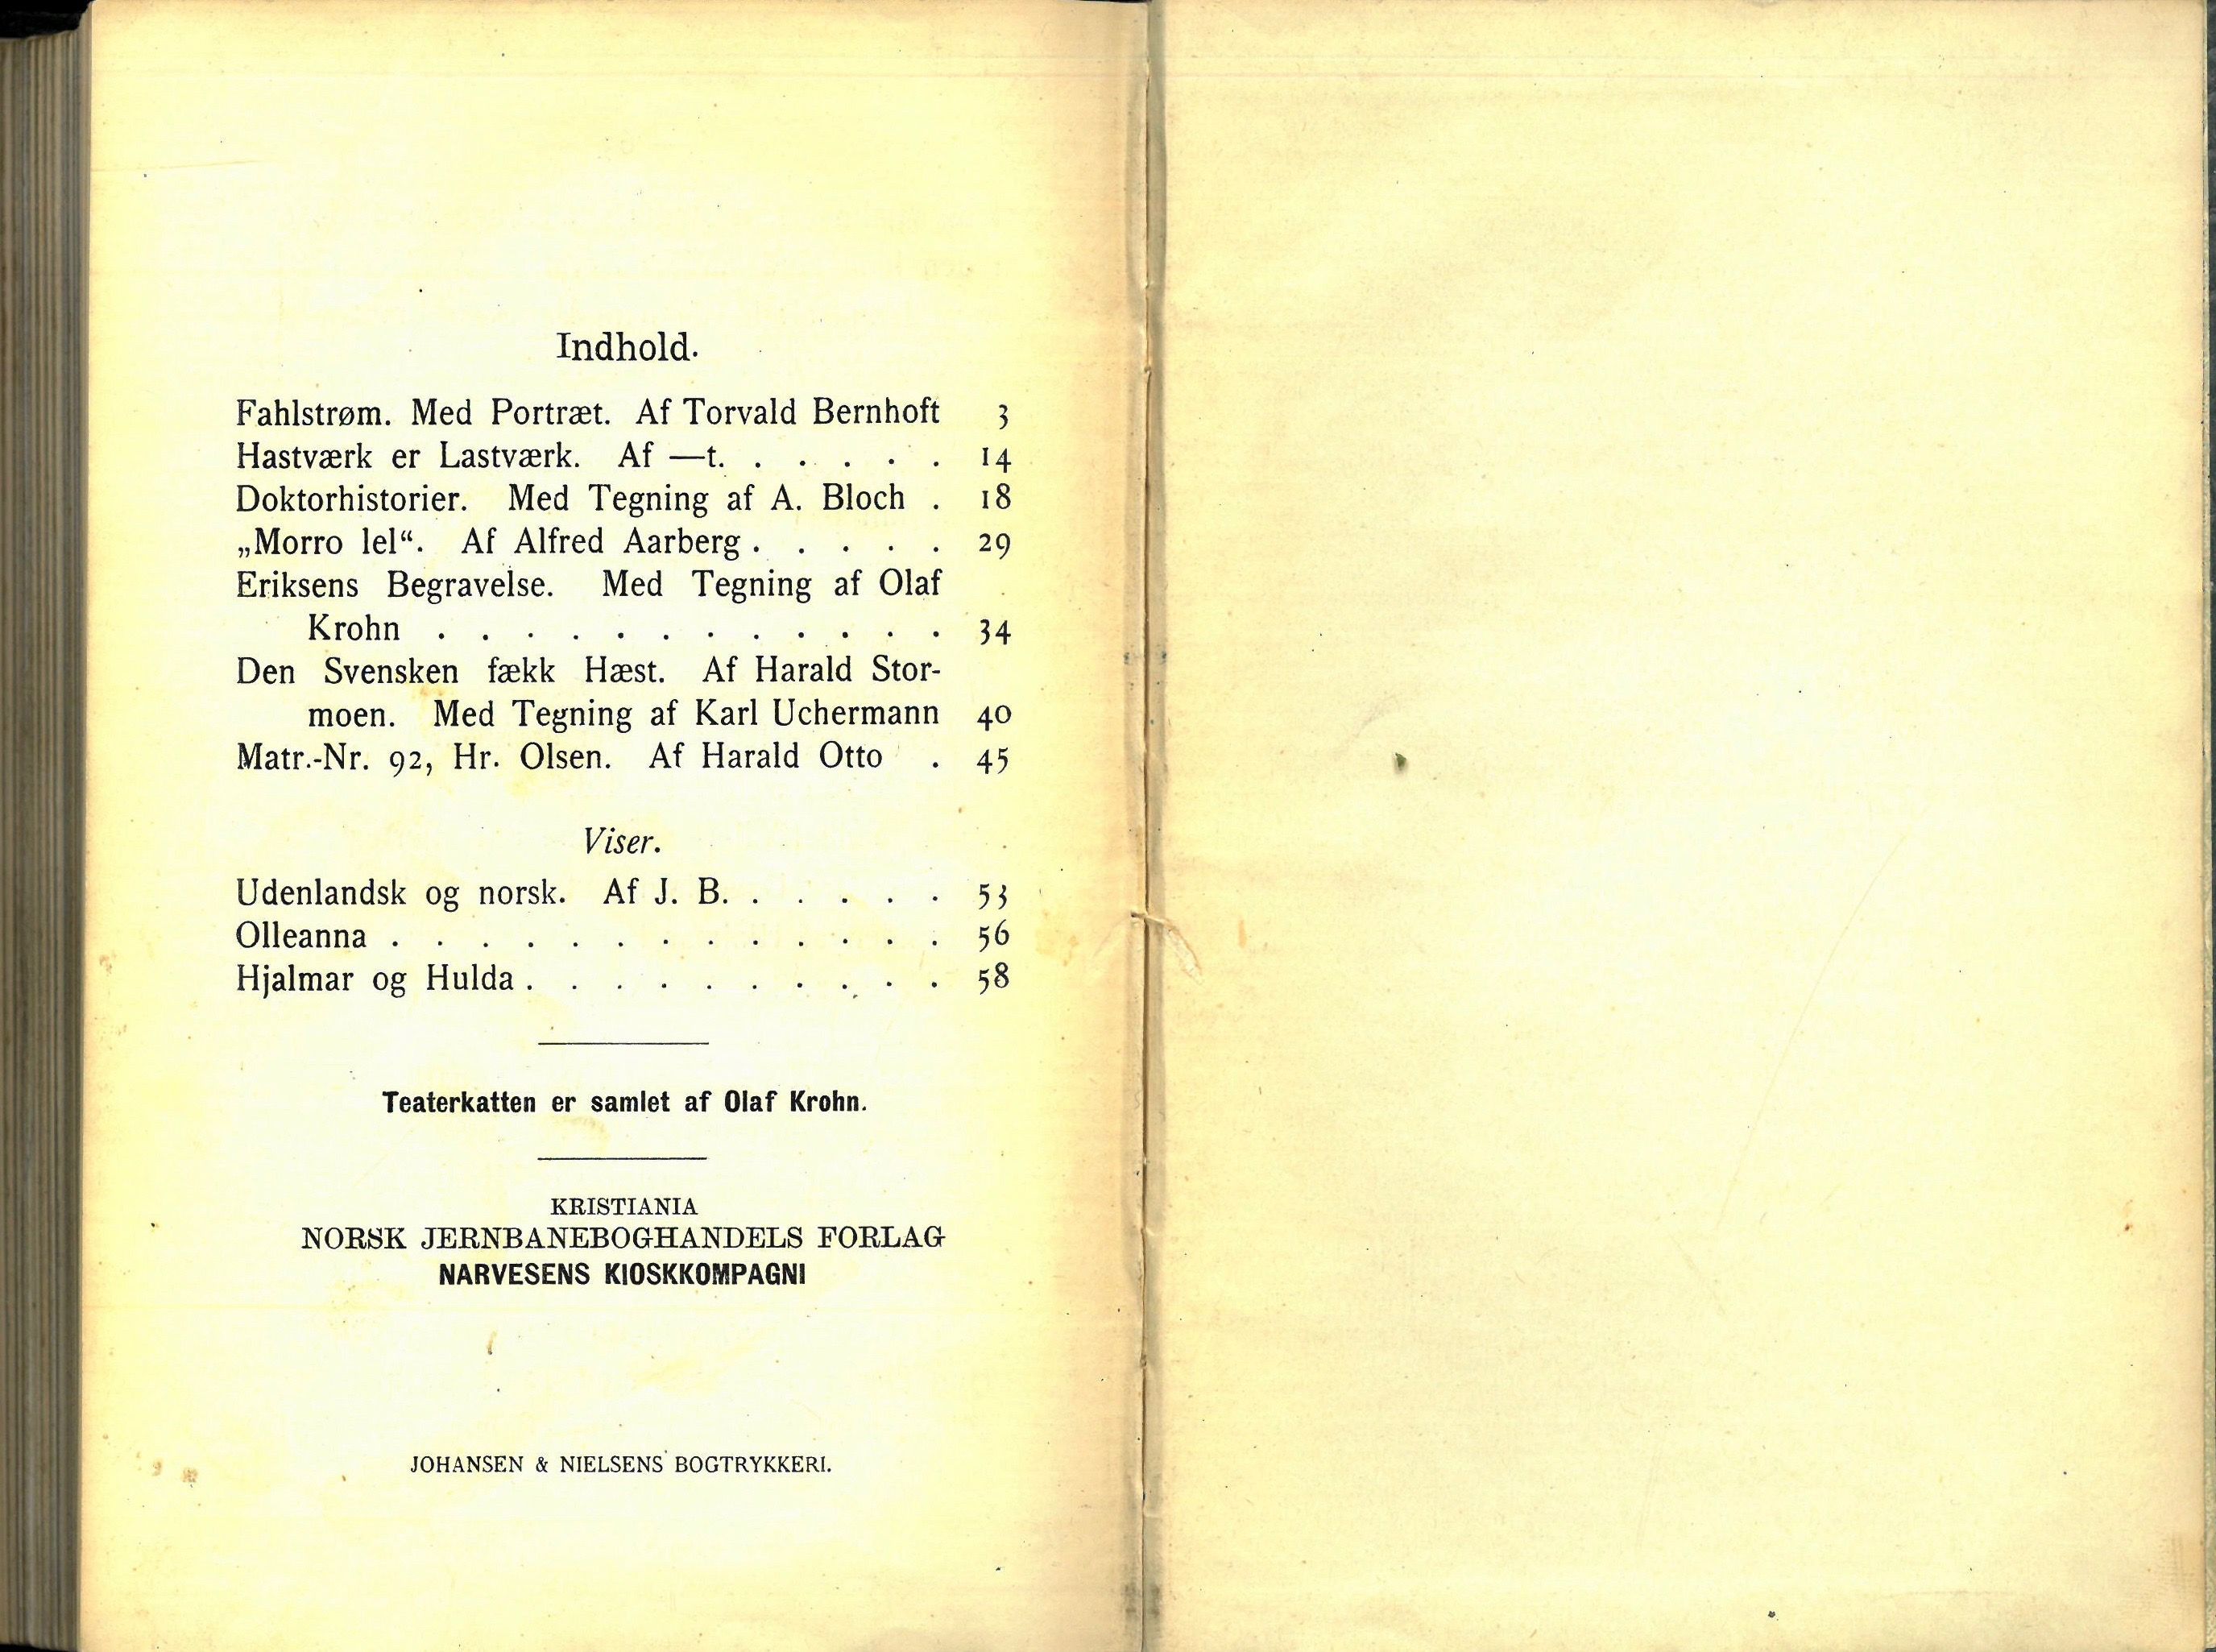 Indhold.
Fahlstrøm. Med Portræt. Af Torvald Bernhoft 3
Hastværk er Lastværk. Af —t. . . . . . 14
Doktorhistorier. Med Tegning af A. Bloch . 18
„Morro lel“. Af Alfred Aarberg . . . . . 29
Eriksens Begravelse. Med Tegning af Olaf
Krohn . . . . . . . . . . . . 34
Den Svensken fækk Hæst. Af Harald Stor-
moen. Med Tegning af Karl Uchermann 40
Matr.-Nr. 92, Hr. Olsen. Af Harald Otto . 45
Viser.
Udenlandsk og norsk. Af J. B. . . . . . 53
Olleanna . . . . . . . . . . . . . 56
Hjalmar og Hulda . . . . . . . . . . 58
Teaterkatten er samlet af Olaf Krohn.
KRISTIANIA
NORSK JERNBANEBOGHANDELS FORLAG
NARVESENS KIOSKKOMPAGNI
JOHANSEN & NIELSENS BOGTRYKKERI.